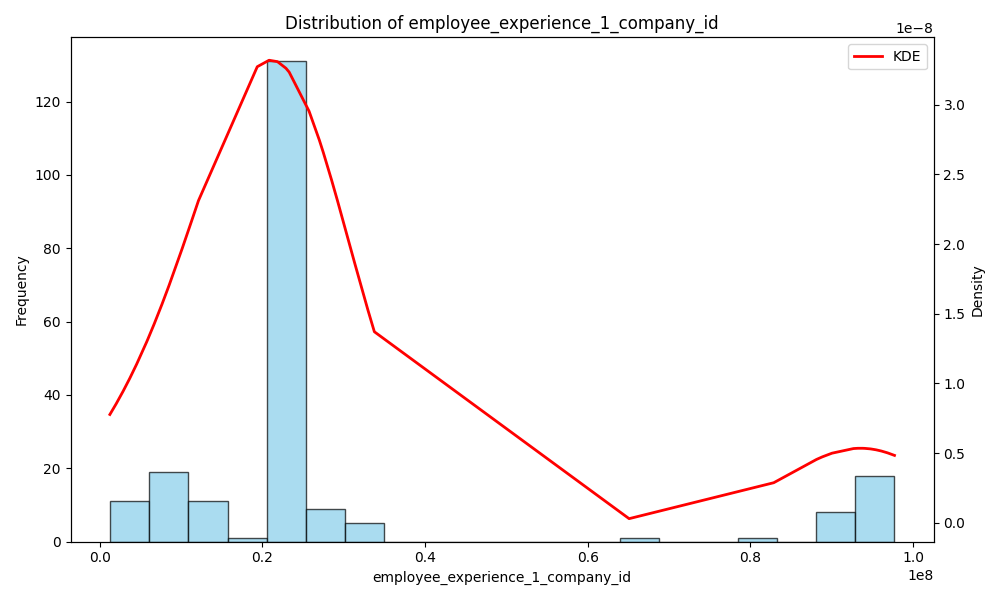 Distribution of employee_experience_1_company_id
1e−8
KDE
Frequency
120
100
80
60
40
20
0
3.0
2.5
2.0
1.5
1.0
0.5
0.0
Density
0.0
0.2
0.4
0.6
0.8
1.0
1e8
employee_experience_1_company_id